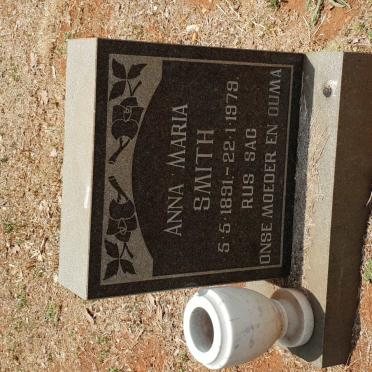 ANNA MARIA
SMITH
5·5·1891-22·1·1979.
RUS SAG
ONSE MOEDER EN OUMA